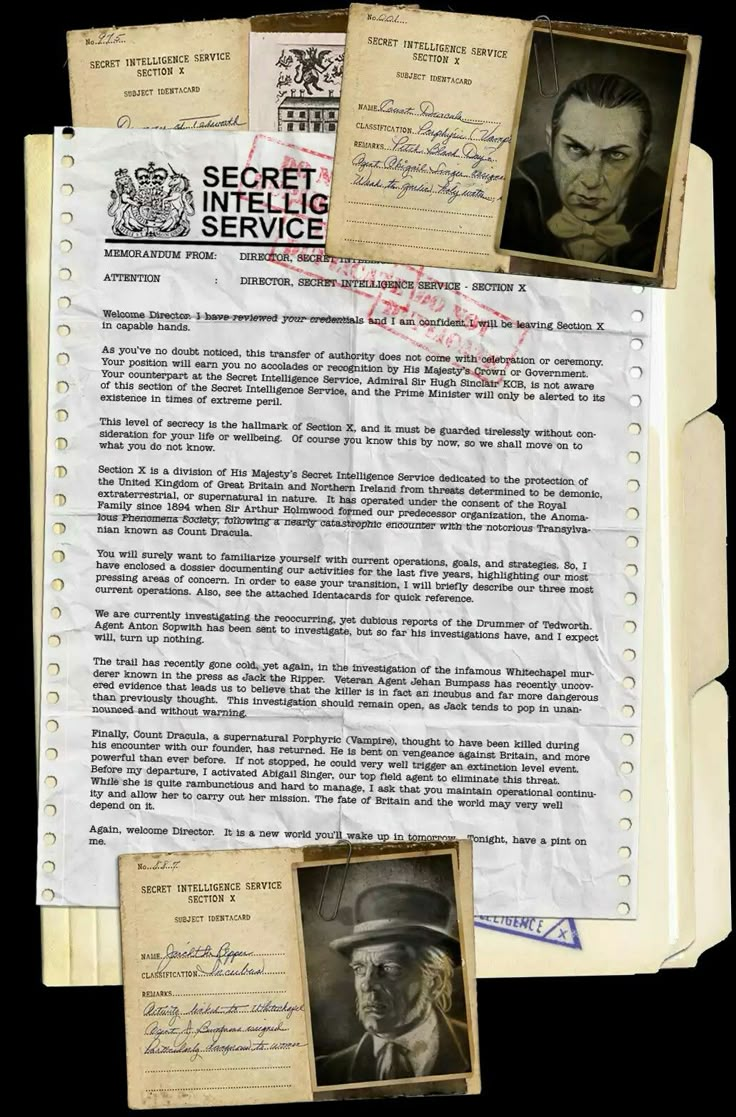 No. 975
SECRET INTELLIGENCE SERVICE
SECTION X
SUBJECT IDENTACARD
No. 001
SECRET INTELLIGENCE SERVICE
SECTION X
SUBJECT IDENTACARD
NAME Count Dracula
CLASSIFICATION Porphyric (Vamp
REMARKS Pitch Black Days
Agent Abigail Singer assigned
Weak to garlic, holy water,
SECRET
INTELLIG
SERVICE
MEMORANDUM FROM: DIRECTOR, SECRET INTEL
ATTENTION : DIRECTOR, SECRET INTELLIGENCE SERVICE - SECTION X
Welcome Director. I have reviewed your credentials and I am confident I will be leaving Section X
in capable hands.
As you've no doubt noticed, this transfer of authority does not come with celebration or ceremony.
Your position will earn you no accolades or recognition by His Majesty's Crown or Government.
Your counterpart at the Secret Intelligence Service, Admiral Sir Hugh Sinclair KCB, is not aware
of this section of the Secret Intelligence Service, and the Prime Minister will only be alerted to its
existence in times of extreme peril.
This level of secrecy is the hallmark of Section X, and it must be guarded tirelessly without con-
sideration for your life or wellbeing. Of course you know this by now, so we shall move on to
what you do not know.
Section X is a division of His Majesty's Secret Intelligence Service dedicated to the protection of
the United Kingdom of Great Britain and Northern Ireland from threats determined to be demonic,
extraterrestrial, or supernatural in nature. It has operated under the consent of the Royal
Family since 1894 when Sir Arthur Holmwood formed our predecessor organization, the Anoma-
lous Phenomena Society, following a nearly catastrophic encounter with the notorious Transylva-
nian known as Count Dracula.
You will surely want to familiarize yourself with current operations, goals, and strategies. So, I
have enclosed a dossier documenting our activities for the last five years, highlighting our most
pressing areas of concern. In order to ease your transition, I will briefly describe our three most
current operations. Also, see the attached Identacards for quick reference.
We are currently investigating the reoccurring, yet dubious reports of the Drummer of Tedworth.
Agent Anton Sopwith has been sent to investigate, but so far his investigations have, and I expect
will, turn up nothing.
The trail has recently gone cold, yet again, in the investigation of the infamous Whitechapel mur-
derer known in the press as Jack the Ripper. Veteran Agent Jehan Bumpass has recently uncov-
ered evidence that leads us to believe that the killer is in fact an incubus and far more dangerous
than previously thought. This investigation should remain open, as Jack tends to pop in unan-
nounced and without warning.
Finally, Count Dracula, a supernatural Porphyric (Vampire), thought to have been killed during
his encounter with our founder, has returned. He is bent on vengeance against Britain, and more
powerful than ever before. If not stopped, he could very well trigger an extinction level event.
Before my departure, I activated Abigail Singer, our top field agent to eliminate this threat.
While she is quite rambunctious and hard to manage, I ask that you maintain operational continu-
ity and allow her to carry out her mission. The fate of Britain and the world may very well
depend on it.
Again, welcome Director. It is a new world you'll wake up in tomorrow. Tonight, have a pint on
me.
ELLIGENCE X
No.
SECRET INTELLIGENCE SERVICE
SECTION X
SUBJECT IDENTACARD
NAME Jack the Ripper
CLASSIFICATION Incubus
REMARKS
Activity linked to Whitechapel
Agent J Bumpass assigned
Particularly dangerous to women